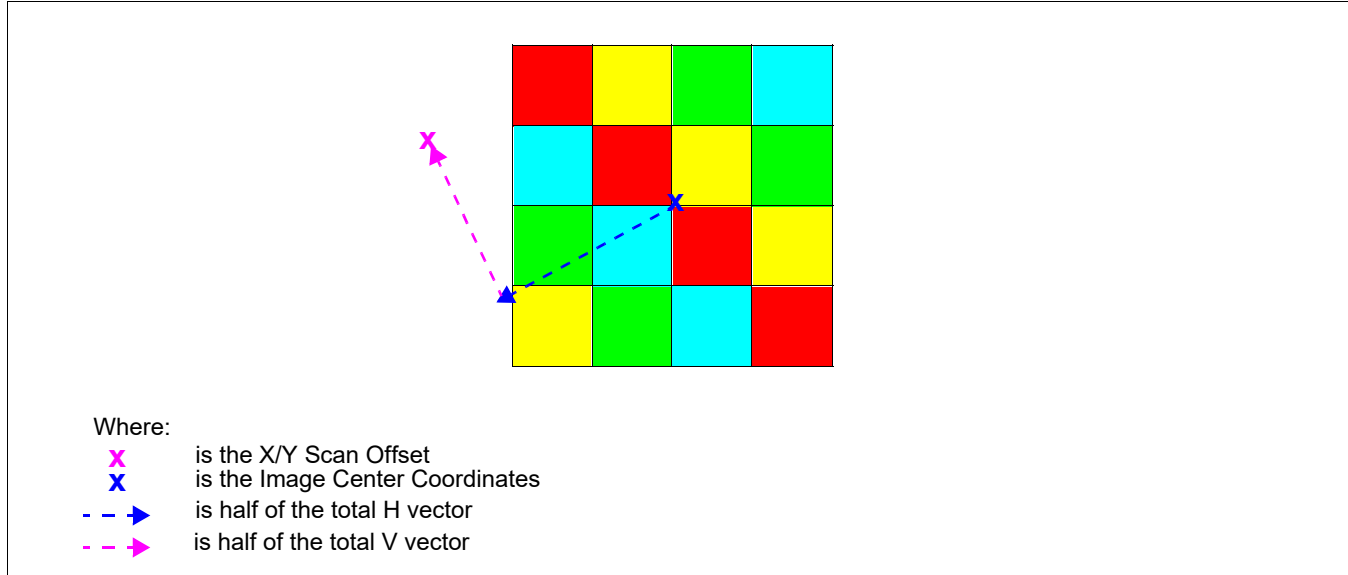 X
X
Where:
X is the X/Y Scan Offset
X is the Image Center Coordinates
is half of the total H vector
is half of the total V vector